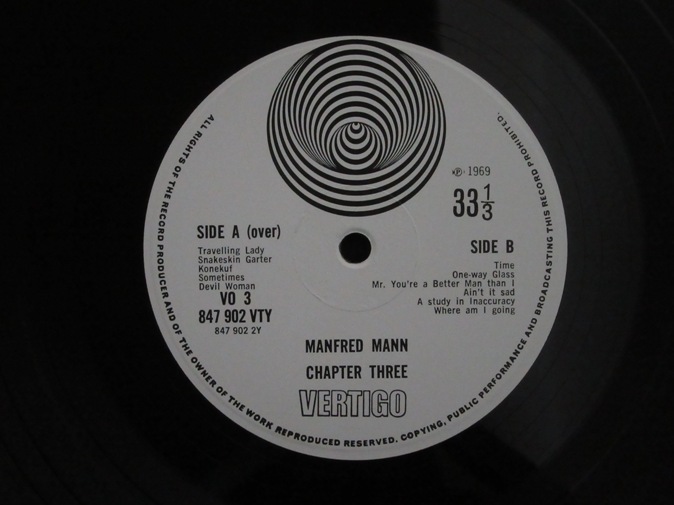 ALL RIGHTS OF THE RECORD PRODUCER AND OF THE OWNER OF THE WORK REPRODUCED RESERVED. COPYING, PUBLIC PERFORMANCE AND BROADCASTING THIS RECORD PROHIBITED.
℗ · 1969
33 1/3
SIDE A (over)
Travelling Lady
Snakeskin Garter
Konekuf
Sometimes
Devil Woman
VO 3
847 902 VTY
847 902 2Y
SIDE B
Time
One-way Glass
Mr. You're a Better Man than I
Ain't it sad
A study in Inaccuracy
Where am I going
MANFRED MANN
CHAPTER THREE
VERTIGO